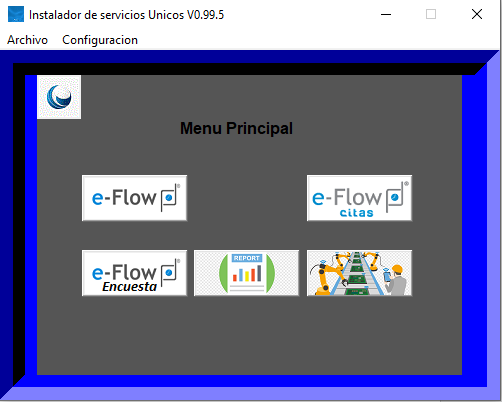 Instalador de servicios Unicos V0.99.5
Archivo Configuracion
Menu Principal
e-Flow®
e-Flow® citas
e-Flow® Encuesta
REPORT